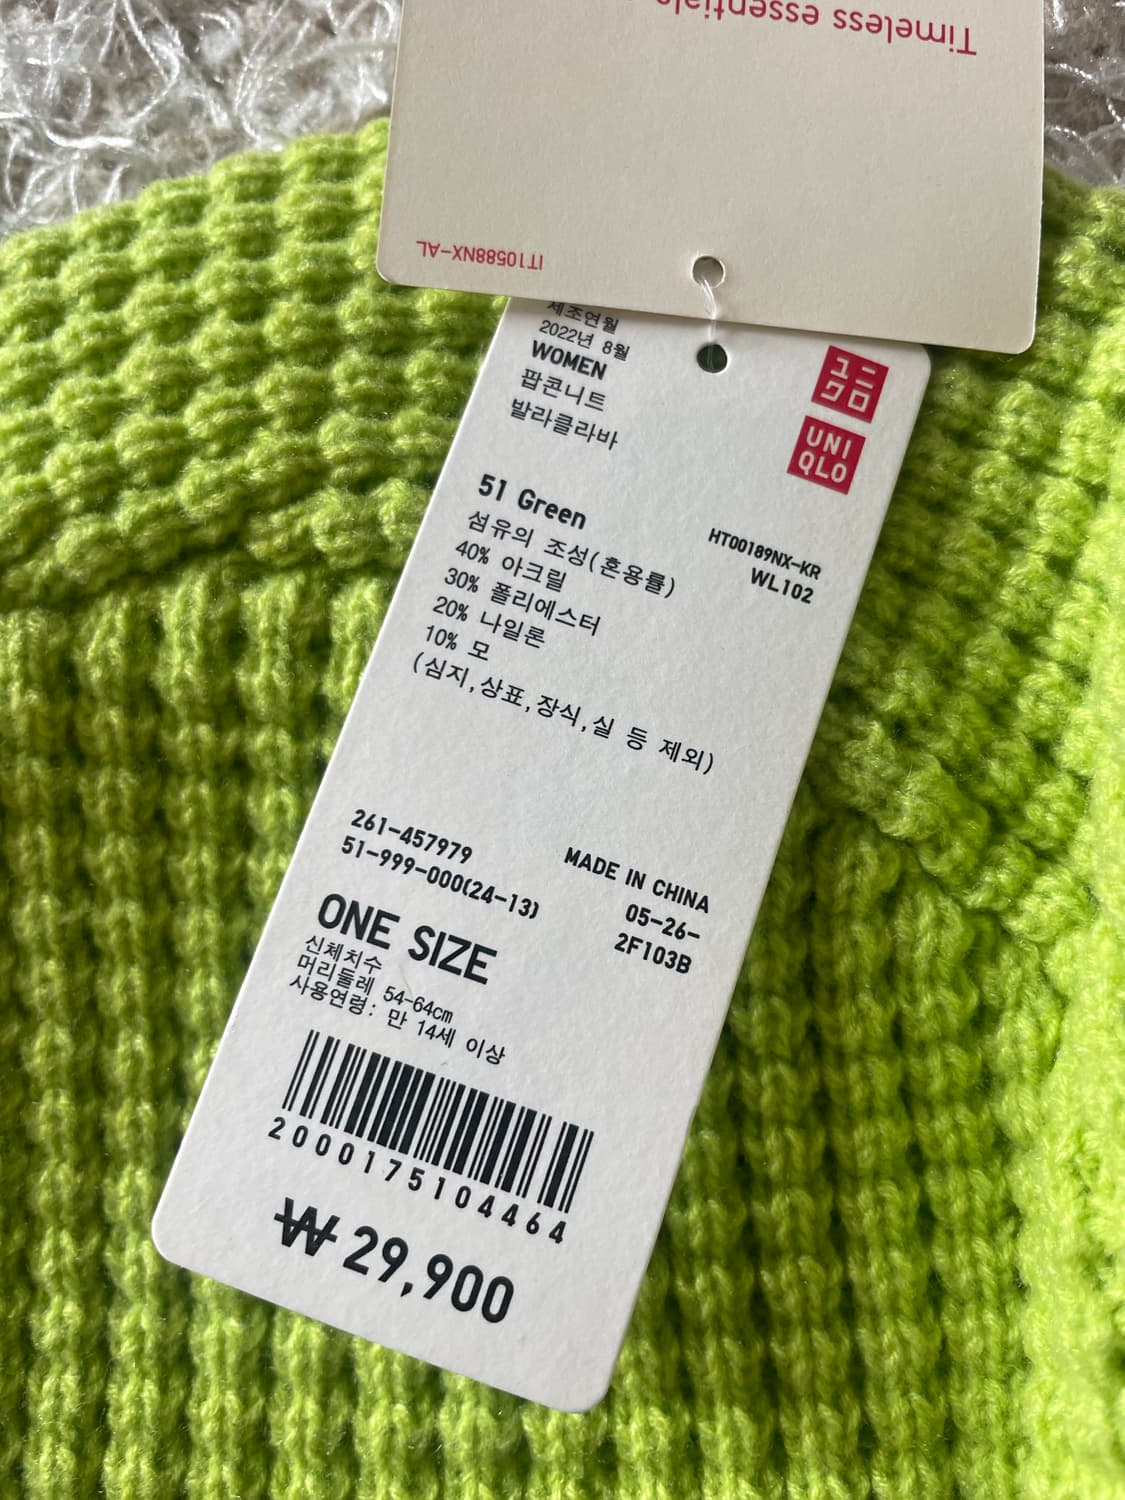 Timeless essentials
IT10588NX-AL
제조연월
2022년 8월
WOMEN
팝콘니트
발라클라바
ユニ
クロ
UNI
QLO
51 Green
섬유의 조성(혼용률)
40% 아크릴
30% 폴리에스터
20% 나일론
10% 모
(심지,상표,장식,실 등 제외)
HT00189NX-KR
WL102
261-457979
51-999-000(24-13)
MADE IN CHINA
05-26-
2F103B
ONE SIZE
신체치수
머리둘레 54-64cm
사용연령: 만 14세 이상
2000175104464
₩ 29,900